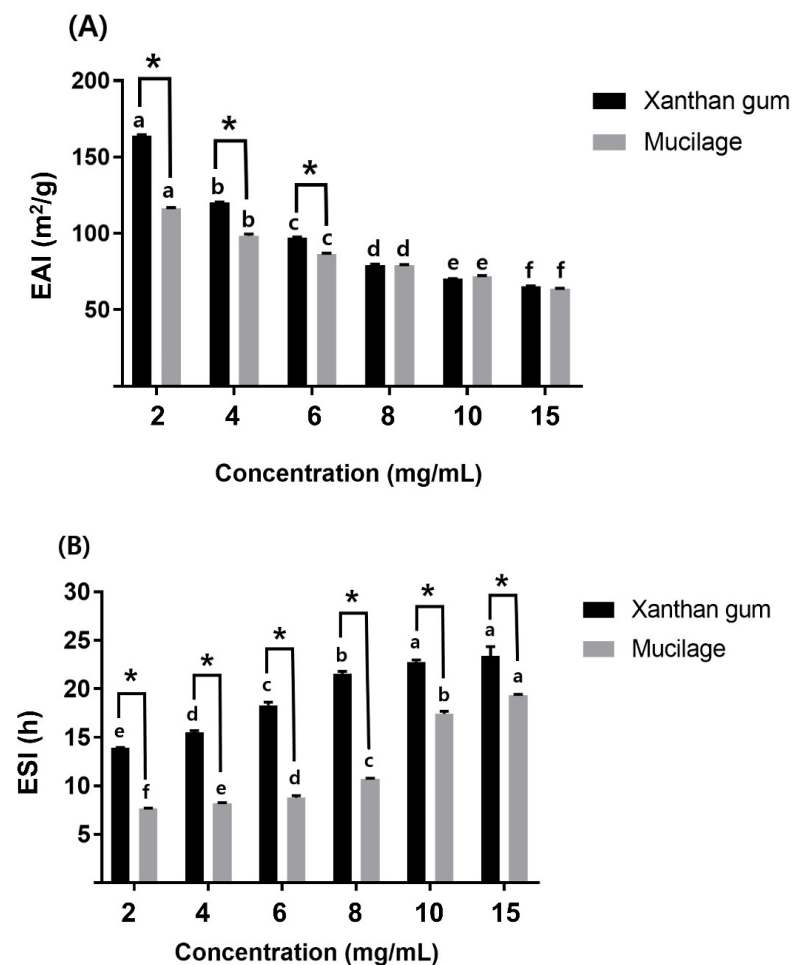 (A)
*
*
*
a
a
b
b
c
c
d
d
e
e
f
f
200
150
100
50
EAI (m²/g)
2 4 6 8 10 15
Concentration (mg/mL)
Xanthan gum
Mucilage
(B)
*
*
*
*
*
*
e
f
d
e
c
d
b
c
a
b
a
a
30
25
20
15
10
5
ESI (h)
2 4 6 8 10 15
Concentration (mg/mL)
Xanthan gum
Mucilage